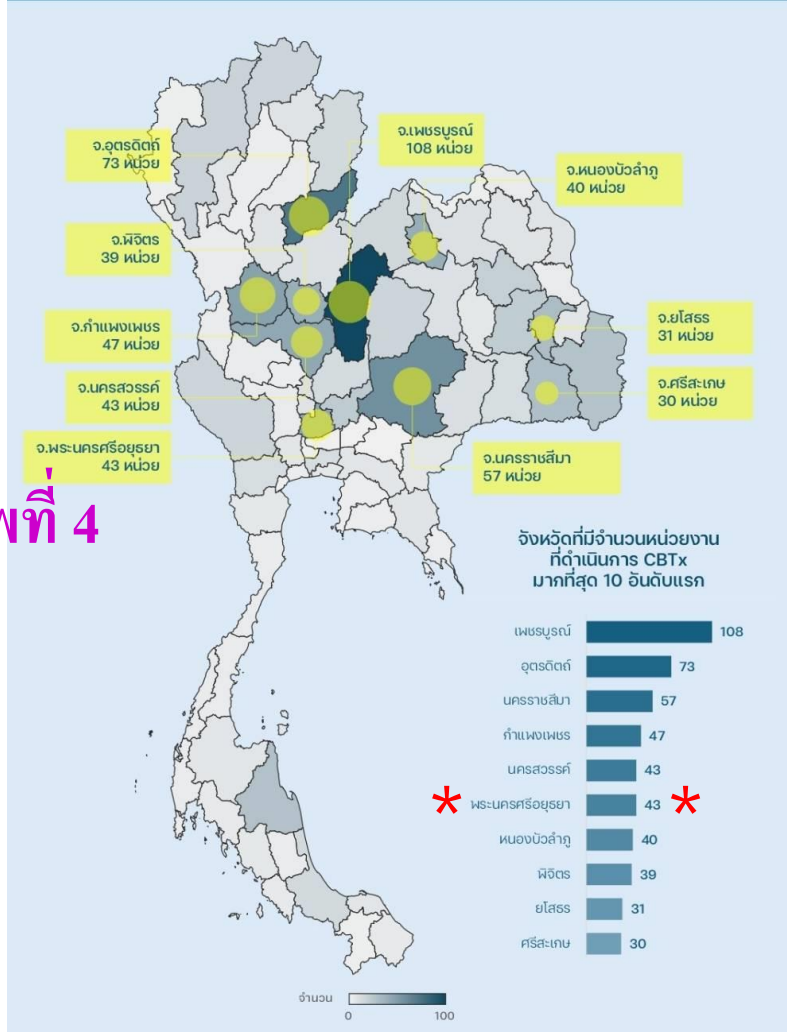 จ.เพชรบูรณ์
108 หน่วย
จ.อุตรดิตถ์
73 หน่วย
จ.หนองบัวลำภู
40 หน่วย
จ.พิจิตร
39 หน่วย
จ.กำแพงเพชร
47 หน่วย
จ.ยโสธร
31 หน่วย
จ.นครสวรรค์
43 หน่วย
จ.ศรีสะเกษ
30 หน่วย
จ.พระนครศรีอยุธยา
43 หน่วย
จ.นครราชสีมา
57 หน่วย
พที่ 4
จังหวัดที่มีจำนวนหน่วยงาน
ที่ดำเนินการ CBTx
มากที่สุด 10 อันดับแรก
เพชรบูรณ์ 108
อุตรดิตถ์ 73
นครราชสีมา 57
กำแพงเพชร 47
นครสวรรค์ 43
* พระนครศรีอยุธยา 43 *
หนองบัวลำภู 40
พิจิตร 39
ยโสธร 31
ศรีสะเกษ 30
จำนวน
0 100